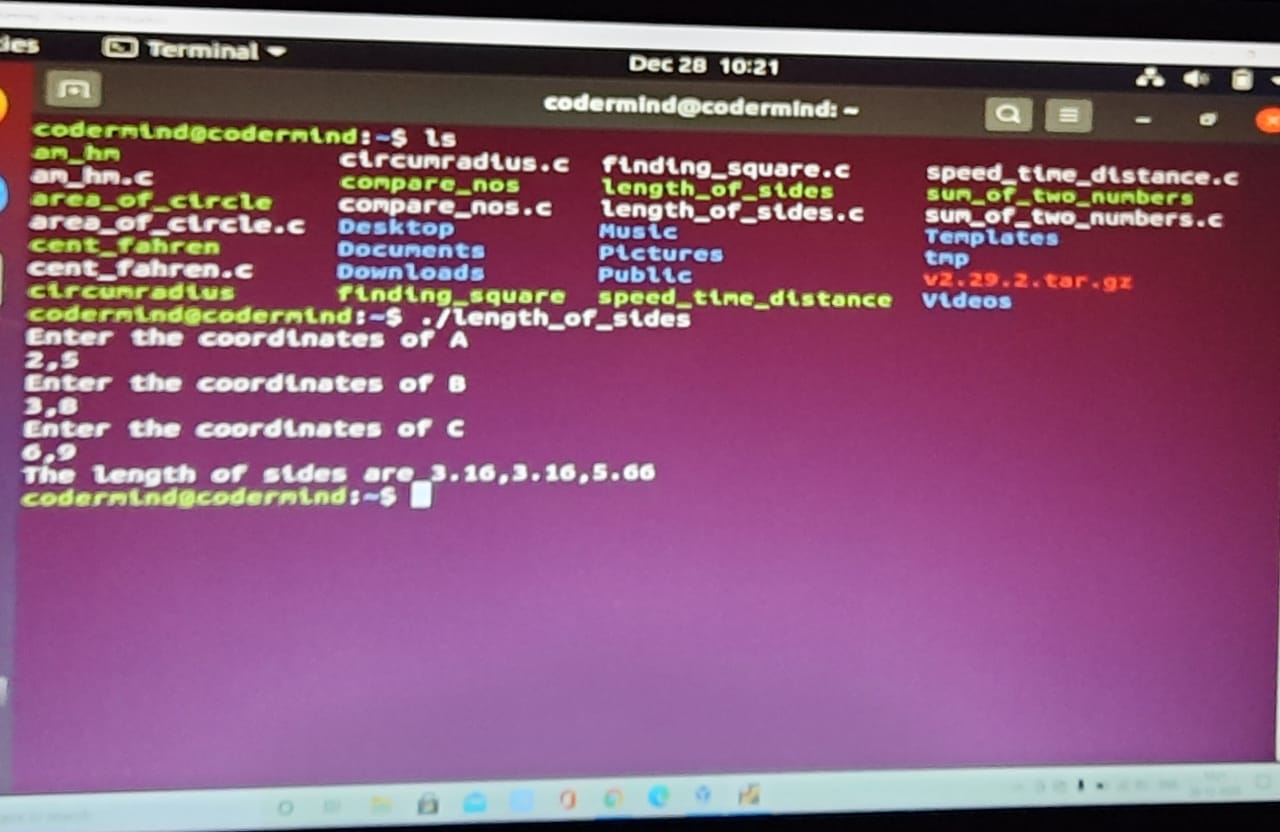 Terminal
Dec 28 10:21
codermind@codermind: ~
codermind@codermind:~$ ls
am_hm circumradius.c finding_square.c speed_time_distance.c
am_hm.c compare_nos length_of_sides sum_of_two_numbers
area_of_circle compare_nos.c length_of_sides.c sum_of_two_numbers.c
area_of_circle.c Desktop Music Templates
cent_fahren Documents Pictures tmp
cent_fahren.c Downloads Public v2.29.2.tar.gz
circumradius finding_square speed_time_distance Videos
codermind@codermind:~$ ./length_of_sides
Enter the coordinates of A
2,5
Enter the coordinates of B
3,8
Enter the coordinates of C
6,9
The length of sides are 3.16,3.16,5.66
codermind@codermind:~$